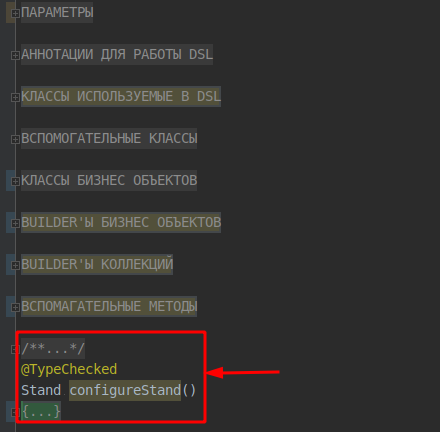 ПАРАМЕТРЫ
АННОТАЦИИ ДЛЯ РАБОТЫ DSL
КЛАССЫ ИСПОЛЬЗУЕМЫЕ В DSL
ВСПОМОГАТЕЛЬНЫЕ КЛАССЫ
КЛАССЫ БИЗНЕС ОБЪЕКТОВ
BUILDER'Ы БИЗНЕС ОБЪЕКТОВ
BUILDER'Ы КОЛЛЕКЦИЙ
ВСПОМАГАТЕЛЬНЫЕ МЕТОДЫ
/**...*/
@TypeChecked
Stand configureStand()
{...}